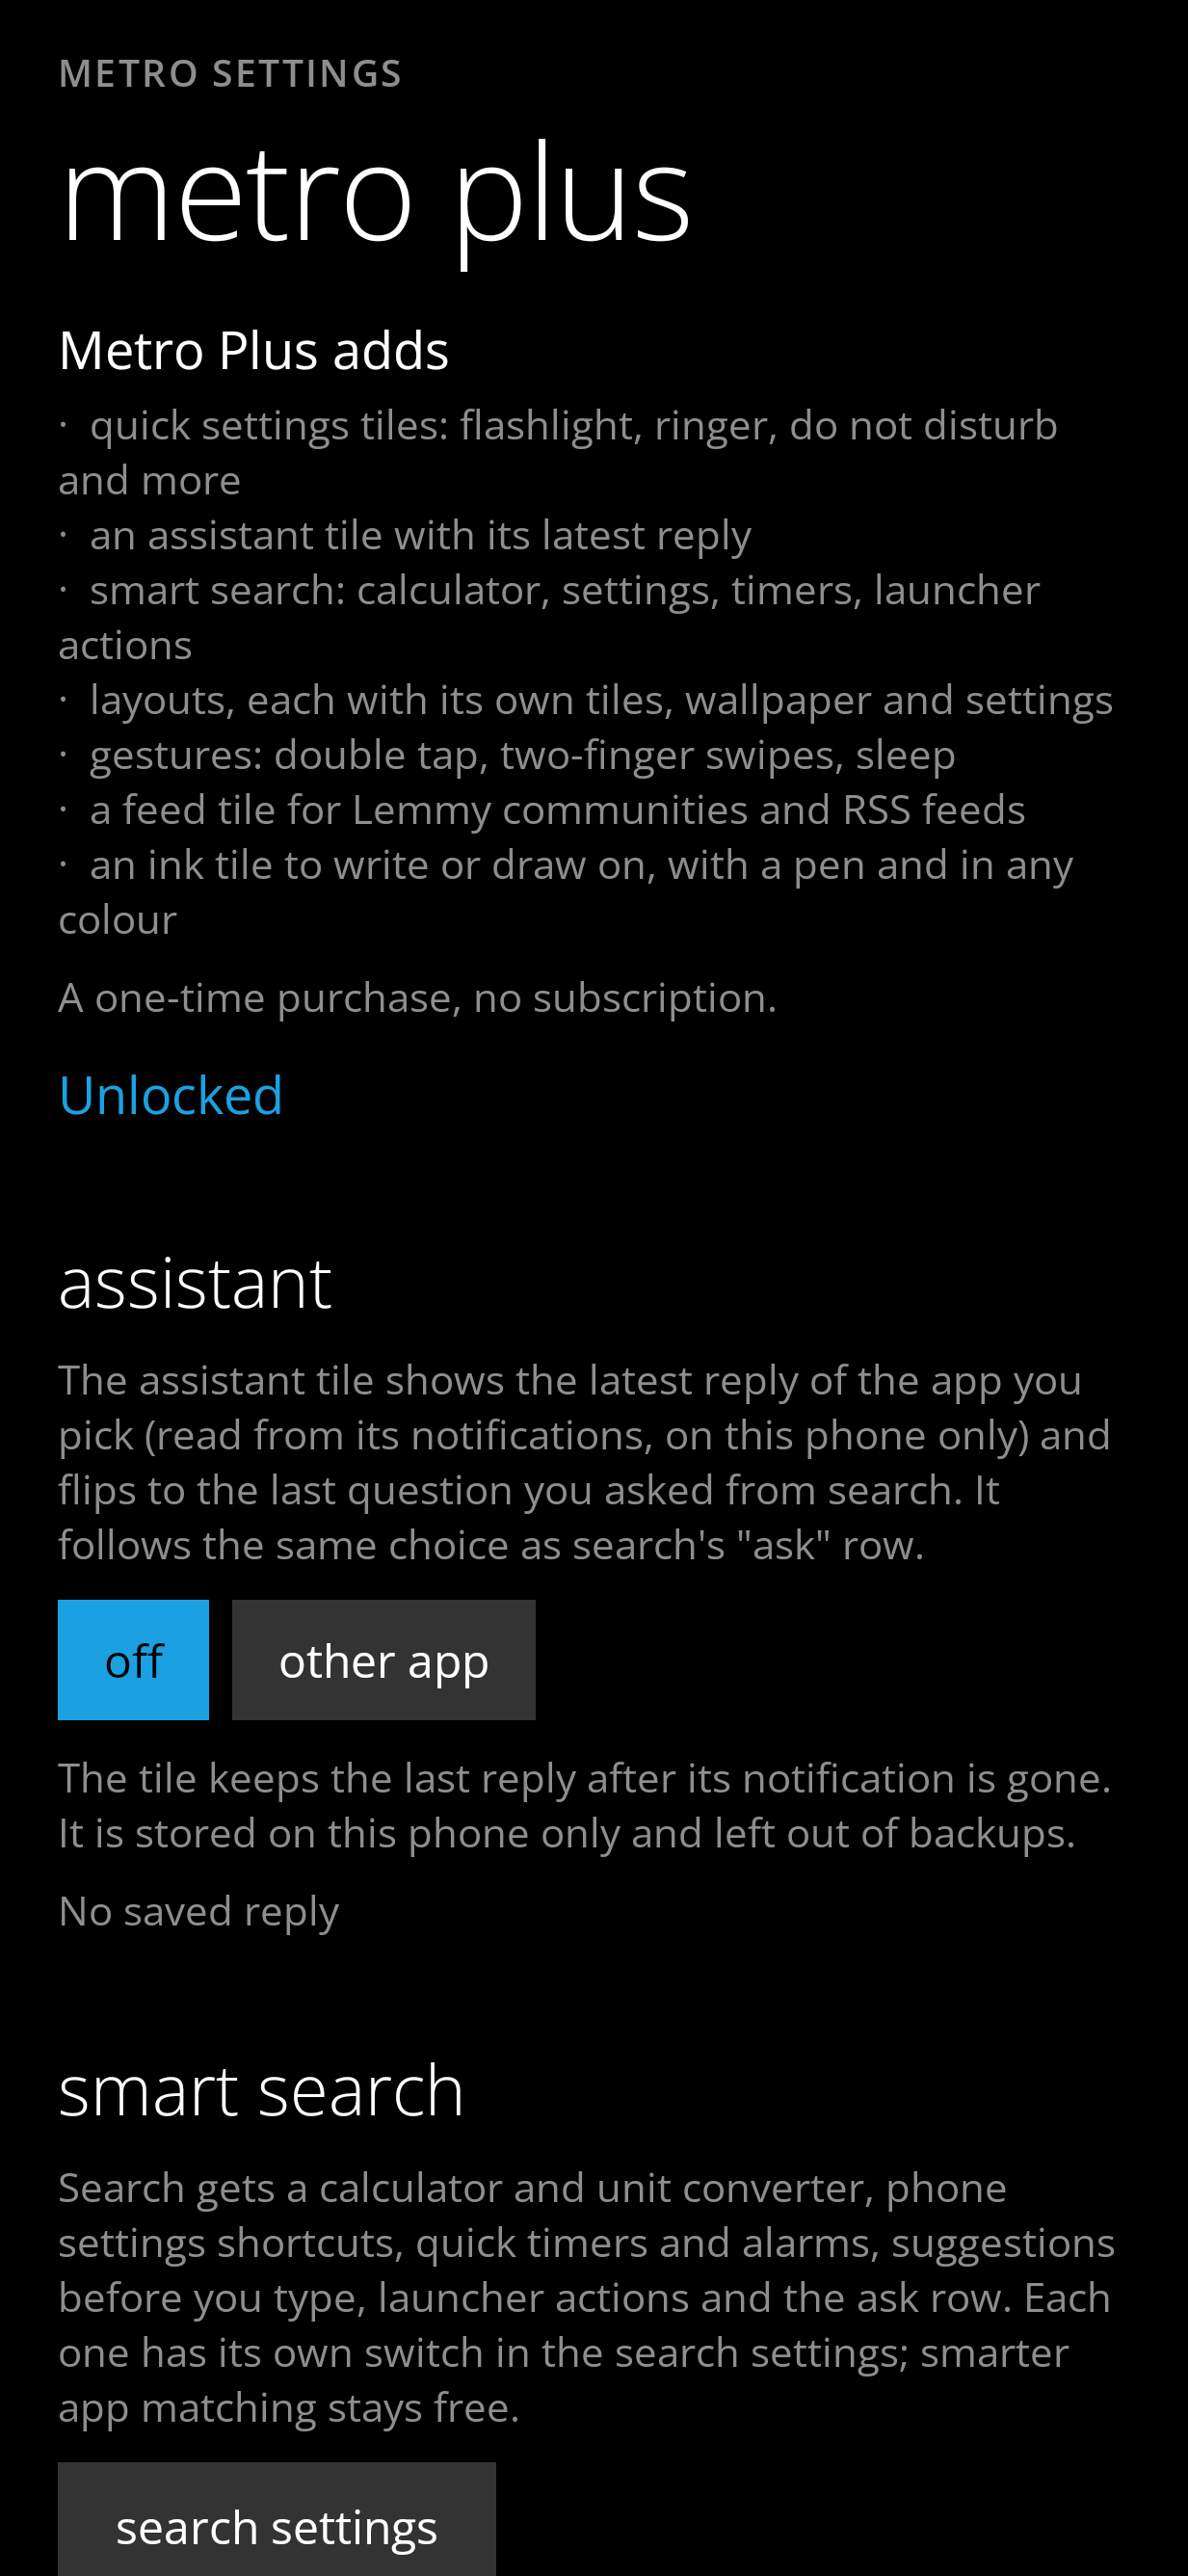 METRO SETTINGS
metro plus
Metro Plus adds
· quick settings tiles: flashlight, ringer, do not disturb
and more
· an assistant tile with its latest reply
· smart search: calculator, settings, timers, launcher
actions
· layouts, each with its own tiles, wallpaper and settings
· gestures: double tap, two-finger swipes, sleep
· a feed tile for Lemmy communities and RSS feeds
· an ink tile to write or draw on, with a pen and in any
colour
A one-time purchase, no subscription.
Unlocked
assistant
The assistant tile shows the latest reply of the app you
pick (read from its notifications, on this phone only) and
flips to the last question you asked from search. It
follows the same choice as search's "ask" row.
off other app
The tile keeps the last reply after its notification is gone.
It is stored on this phone only and left out of backups.
No saved reply
smart search
Search gets a calculator and unit converter, phone
settings shortcuts, quick timers and alarms, suggestions
before you type, launcher actions and the ask row. Each
one has its own switch in the search settings; smarter
app matching stays free.
search settings